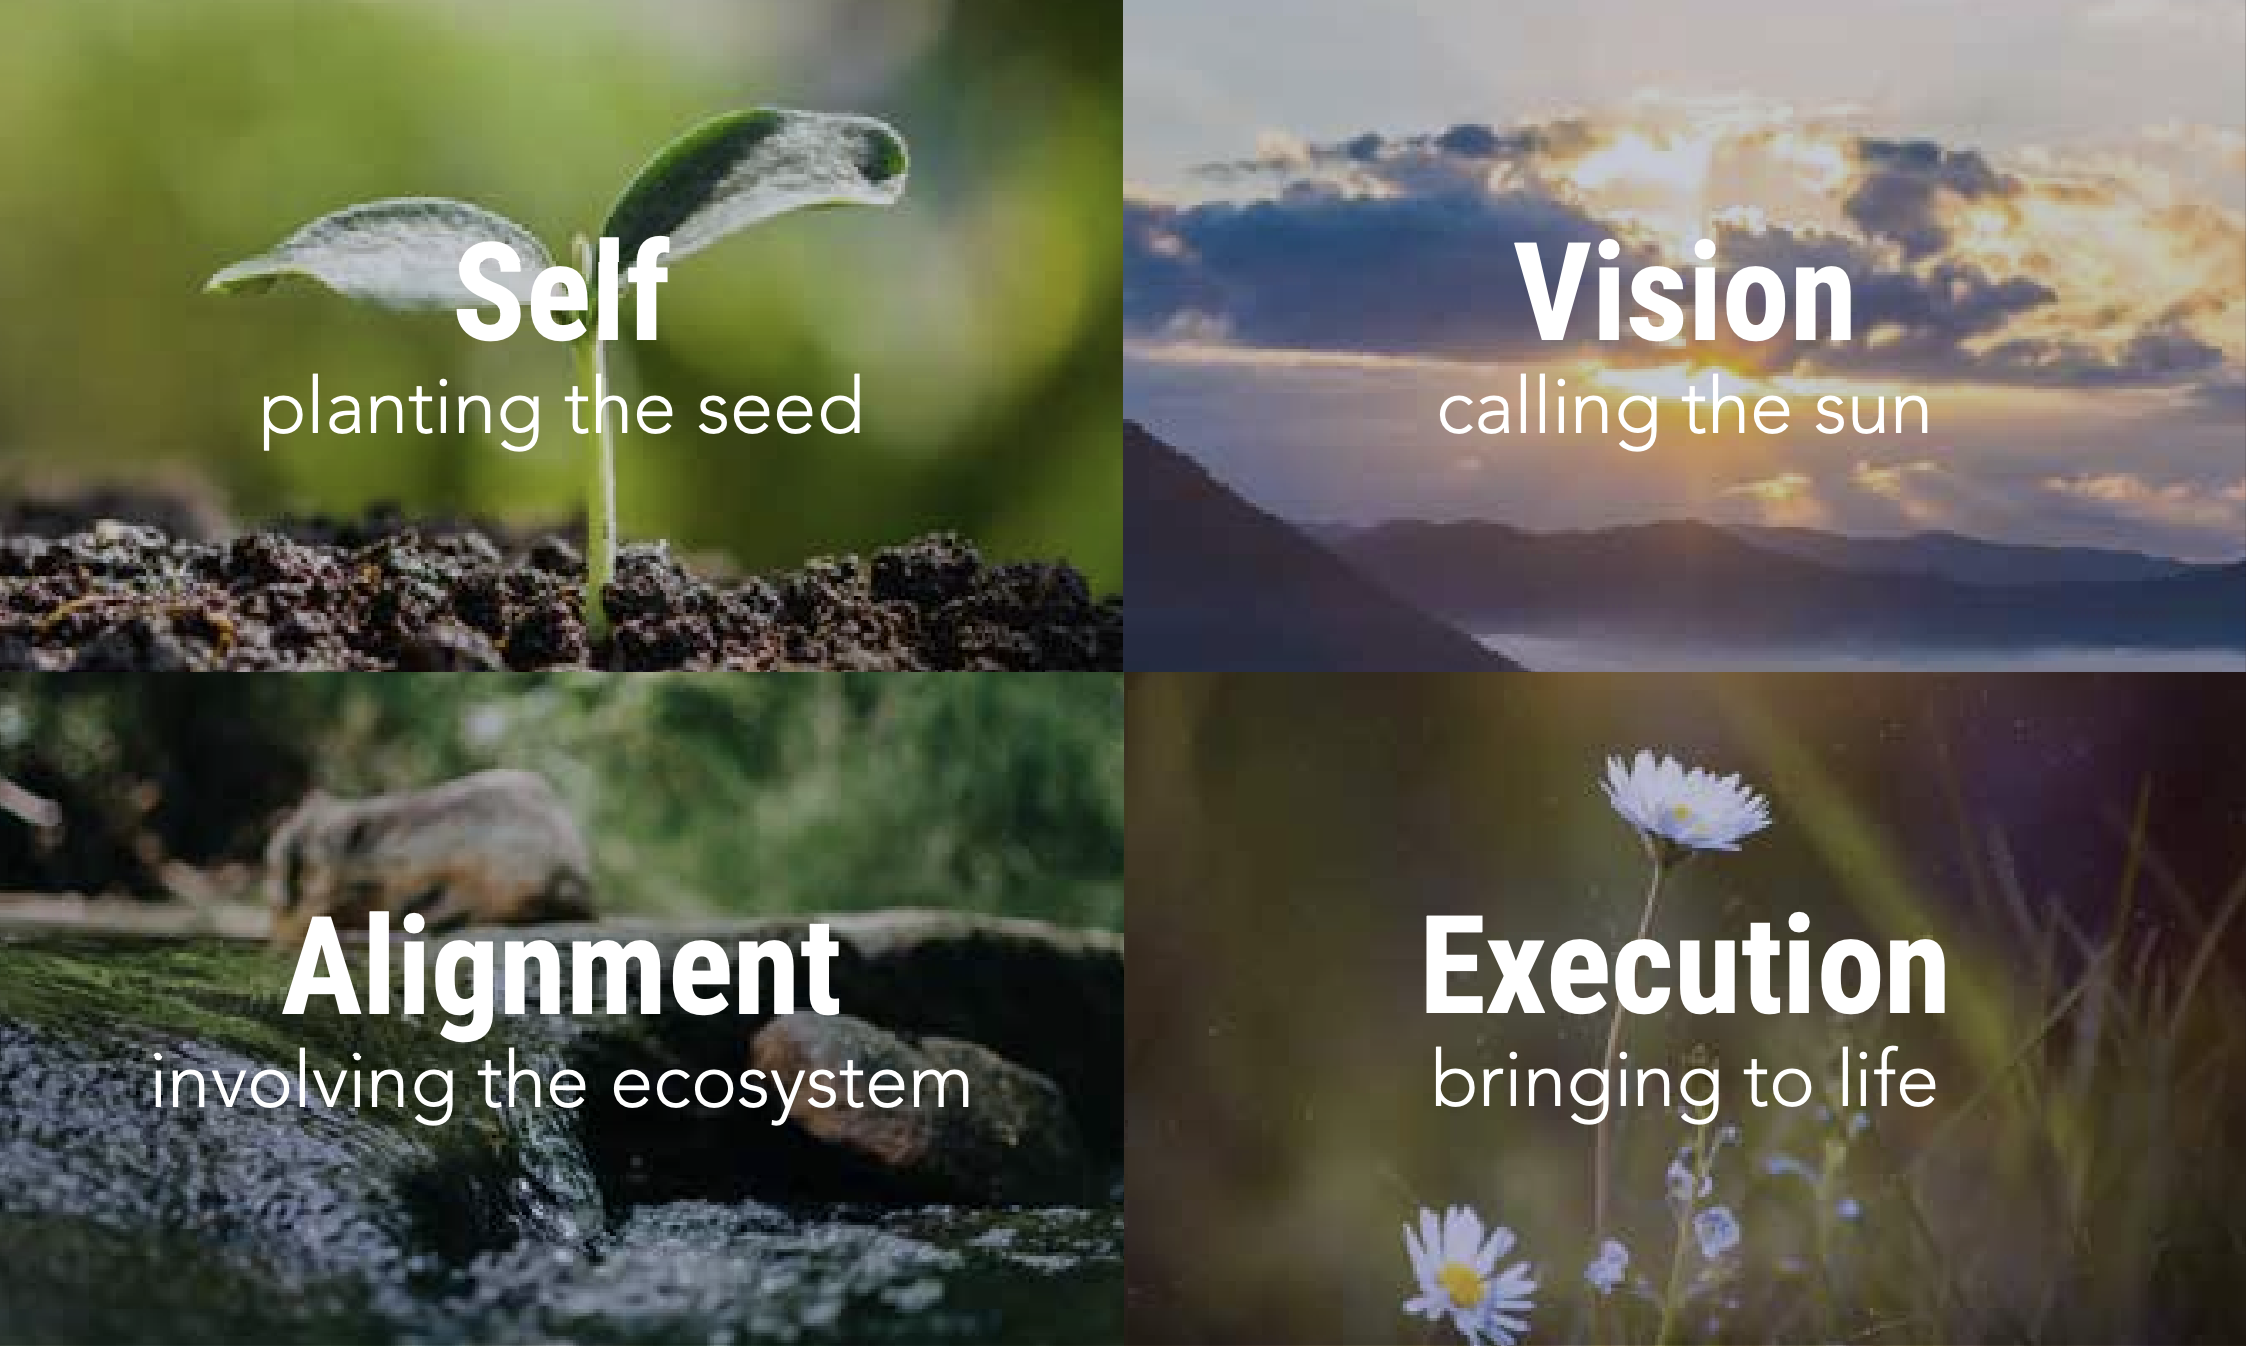 Self
planting the seed
Vision
calling the sun
Alignment
involving the ecosystem
Execution
bringing to life